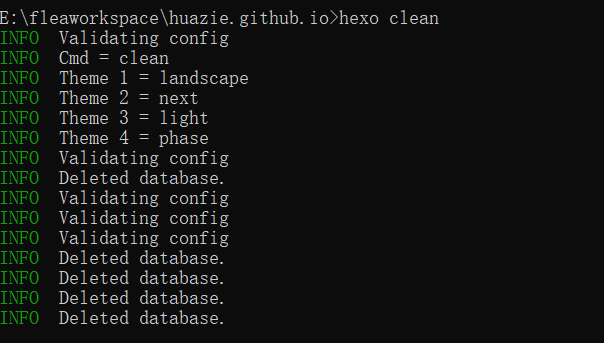 E:\fleaworkspace\huazie.github.io>hexo clean
INFO  Validating config
INFO  Cmd = clean
INFO  Theme 1 = landscape
INFO  Theme 2 = next
INFO  Theme 3 = light
INFO  Theme 4 = phase
INFO  Validating config
INFO  Deleted database.
INFO  Validating config
INFO  Validating config
INFO  Validating config
INFO  Deleted database.
INFO  Deleted database.
INFO  Deleted database.
INFO  Deleted database.